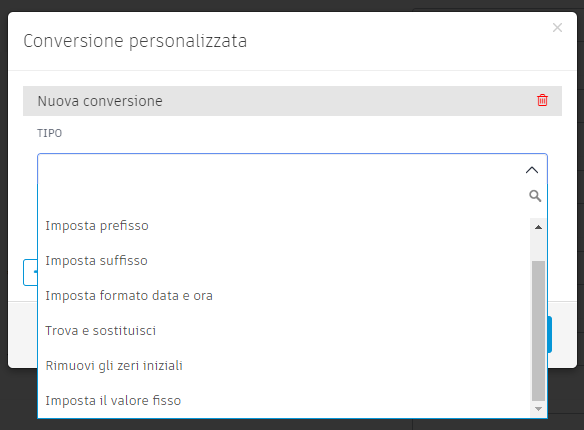 Conversione personalizzata
Nuova conversione
TIPO
Imposta prefisso
Imposta suffisso
Imposta formato data e ora
Trova e sostituisci
Rimuovi gli zeri iniziali
Imposta il valore fisso